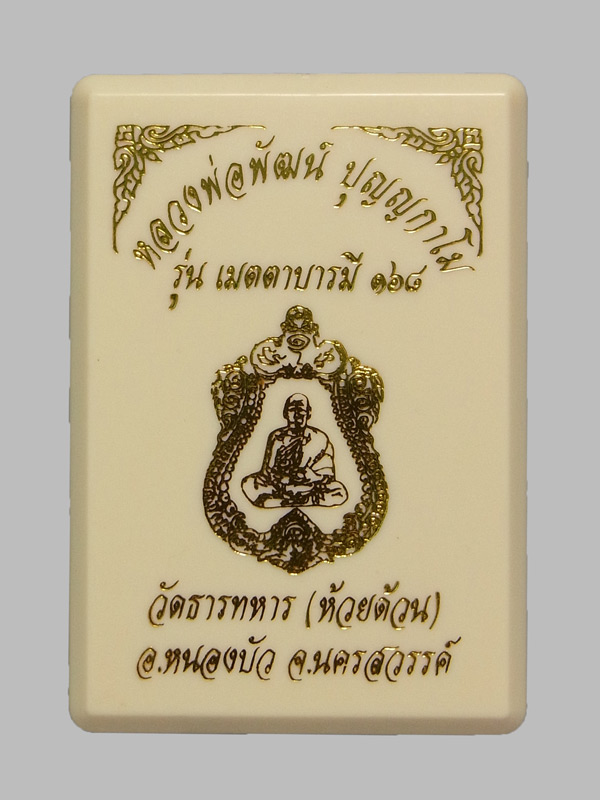 หลวงพ่อพัฒน์ ปุญญกาโม
รุ่น เมตตาบารมี ๑๖๘
วัดธารทหาร (ห้วยด้วน)
อ.หนองบัว จ.นครสวรรค์